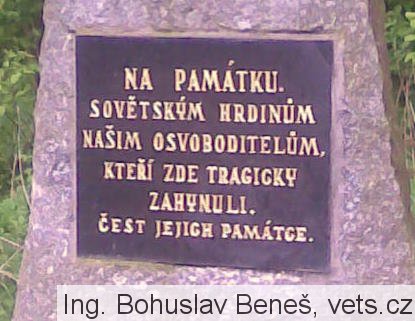 NA PAMÁTKU.
SOVĚTSKÝM HRDINŮM
NAŠIM OSVOBODITELŮM,
KTEŘÍ ZDE TRAGICKY
ZAHYNULI.
ČEST JEJICH PAMÁTCE.
Ing. Bohuslav Beneš, vets.cz